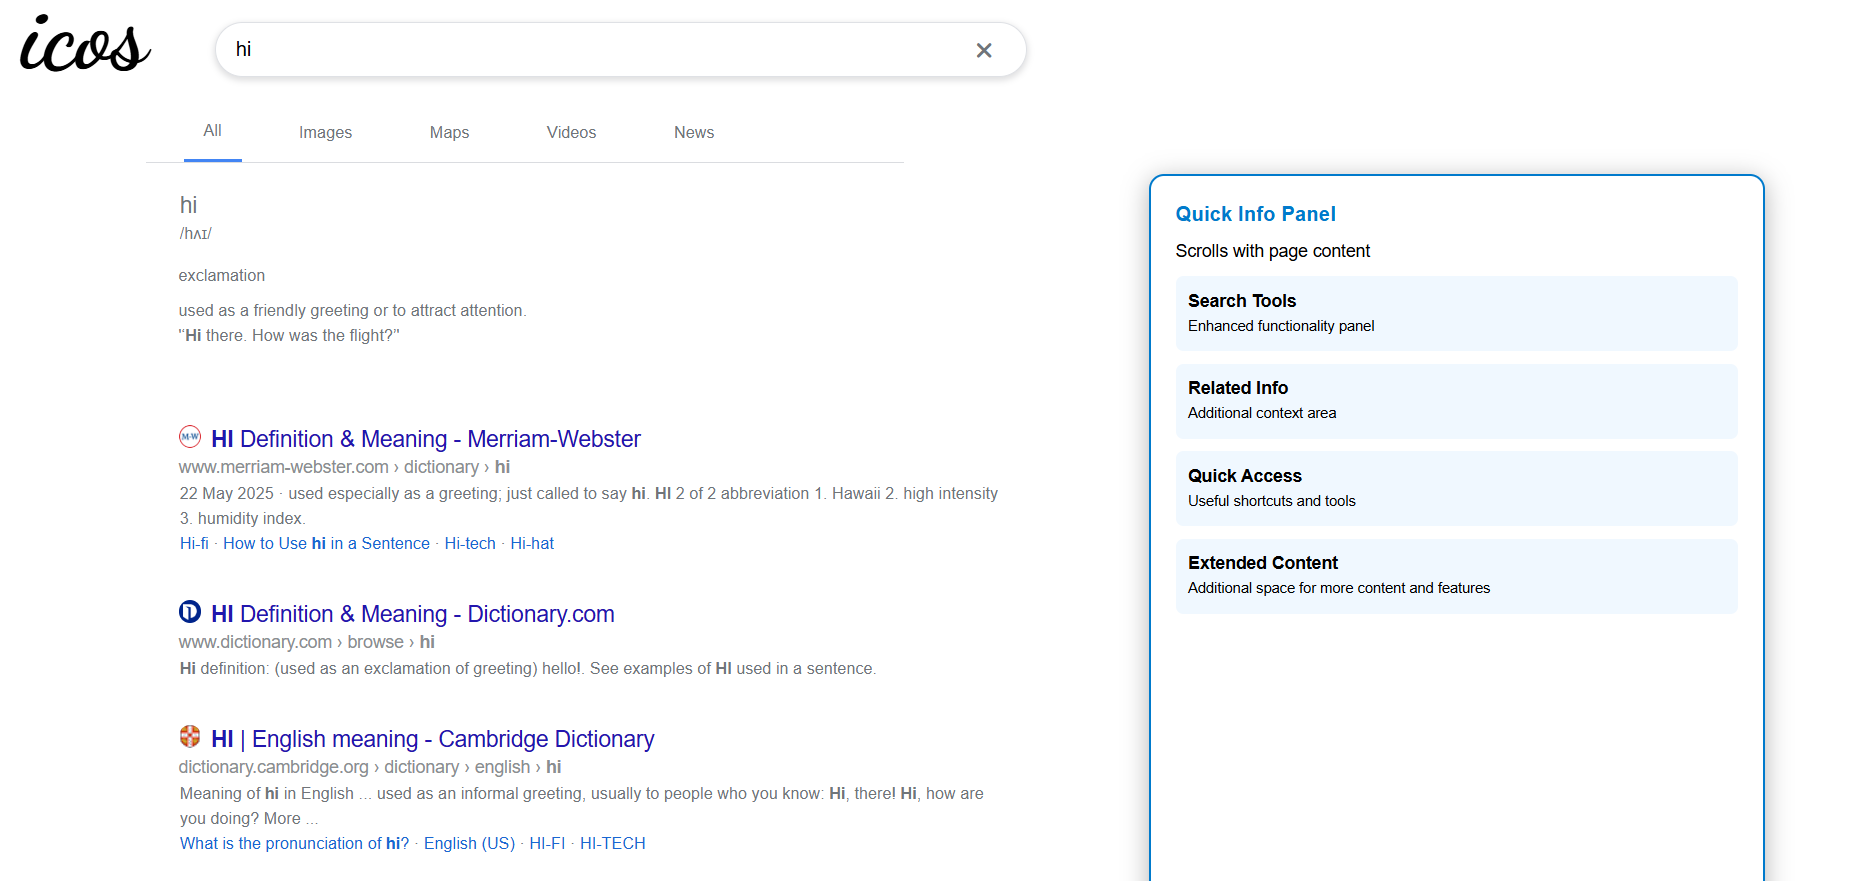 icos
hi
All
Images
Maps
Videos
News
hi
/hʌɪ/
exclamation
used as a friendly greeting or to attract attention.
"Hi there. How was the flight?"
HI Definition & Meaning - Merriam-Webster
www.merriam-webster.com › dictionary › hi
22 May 2025 · used especially as a greeting; just called to say hi. HI 2 of 2 abbreviation 1. Hawaii 2. high intensity
3. humidity index.
Hi-fi · How to Use hi in a Sentence · Hi-tech · Hi-hat
HI Definition & Meaning - Dictionary.com
www.dictionary.com › browse › hi
Hi definition: (used as an exclamation of greeting) hello!. See examples of HI used in a sentence.
HI | English meaning - Cambridge Dictionary
dictionary.cambridge.org › dictionary › english › hi
Meaning of hi in English ... used as an informal greeting, usually to people who you know: Hi, there! Hi, how are
you doing? More ...
What is the pronunciation of hi? · English (US) · HI-FI · HI-TECH
Quick Info Panel
Scrolls with page content
Search Tools
Enhanced functionality panel
Related Info
Additional context area
Quick Access
Useful shortcuts and tools
Extended Content
Additional space for more content and features